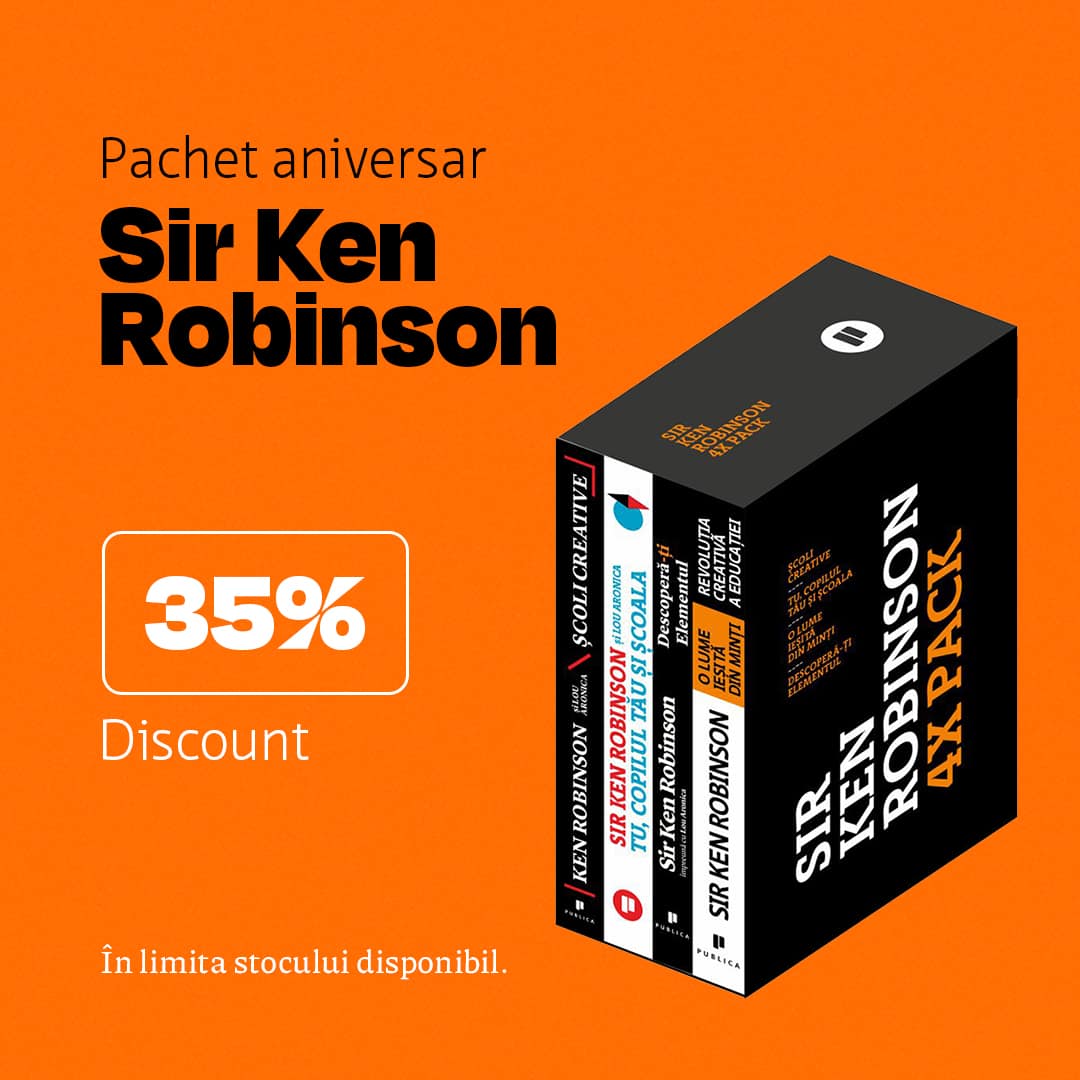 Pachet aniversar
Sir Ken
Robinson
35%
Discount
În limita stocului disponibil.
SIR
KEN
ROBINSON
4X PACK
KEN ROBINSON
și LOU
ARONICA
ȘCOLI CREATIVE
PUBLICA
SIR KEN ROBINSON și LOU ARONICA
TU, COPILUL TĂU ȘI ȘCOALA
Sir Ken Robinson
împreună cu Lou Aronica
Descoperă-ți
Elementul
PUBLICA
SIR KEN ROBINSON
O LUME
IEȘITĂ
DIN MINȚI
REVOLUȚIA
CREATIVĂ
A EDUCAȚIEI
PUBLICA
ȘCOLI
CREATIVE
TU, COPILUL
TĂU ȘI ȘCOALA
O LUME
IEȘITĂ
DIN MINȚI
DESCOPERĂ-ȚI
ELEMENTUL
SIR
KEN
ROBINSON
4X PACK